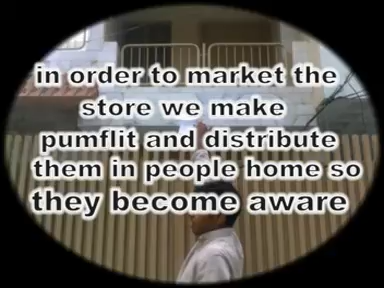 in order to market the
store we make
pumflit and distribute
them in people home so
they become aware